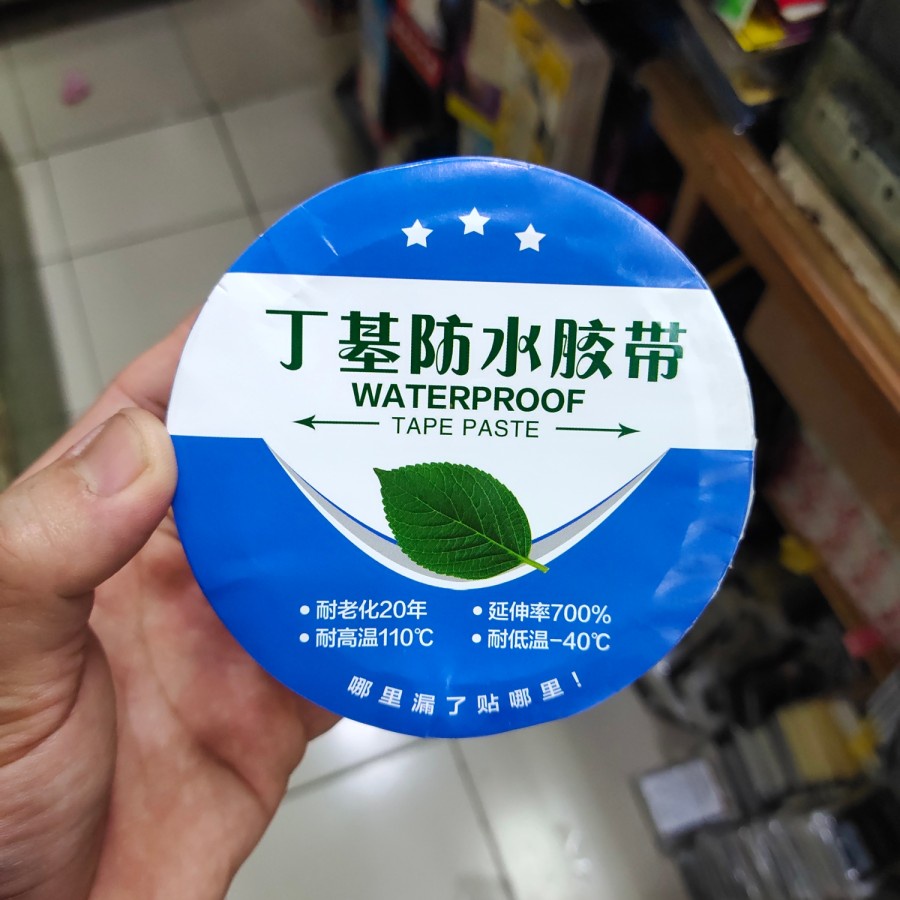 丁基防水胶带
WATERPROOF
TAPE PASTE
耐老化20年
延伸率700%
耐高温110℃
耐低温-40℃
哪里漏了贴哪里!